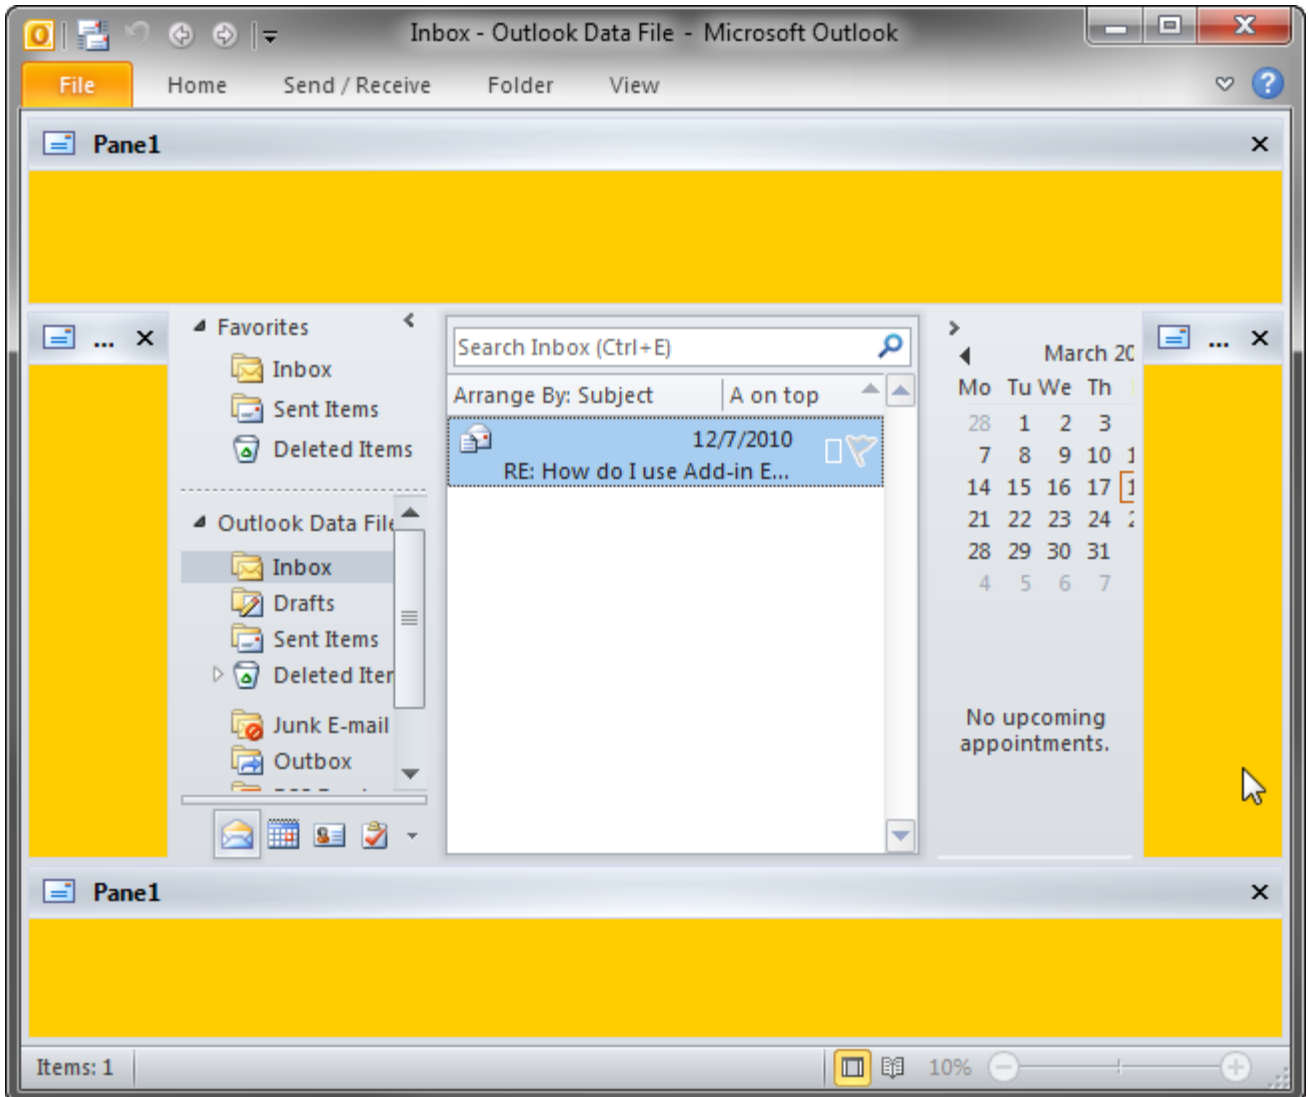 Inbox - Outlook Data File - Microsoft Outlook
File Home Send / Receive Folder View
Pane1
...
Favorites
Inbox
Sent Items
Deleted Items
Outlook Data File
Inbox
Drafts
Sent Items
Deleted Iter
Junk E-mail
Outbox
Search Inbox (Ctrl+E)
Arrange By: Subject A on top
12/7/2010
RE: How do I use Add-in E...
March 20
Mo Tu We Th
28 1 2 3
7 8 9 10 1
14 15 16 17 1
21 22 23 24 2
28 29 30 31
4 5 6 7
No upcoming
appointments.
...
Pane1
Items: 1 10%